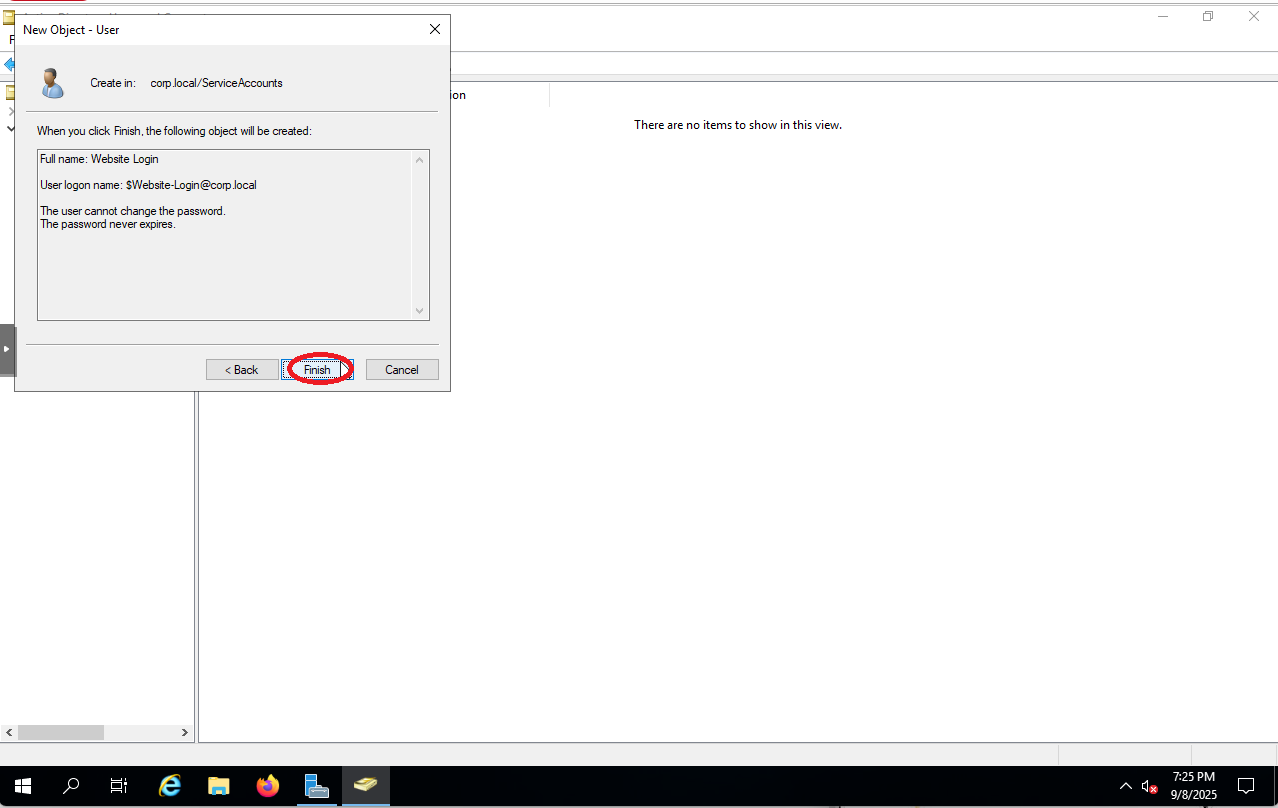 New Object - User
F
Create in: corp.local/ServiceAccounts
ion
There are no items to show in this view.
When you click Finish, the following object will be created:
Full name: Website Login
User logon name: $Website-Login@corp.local
The user cannot change the password.
The password never expires.
< Back
Finish
Cancel
7:25 PM
9/8/2025